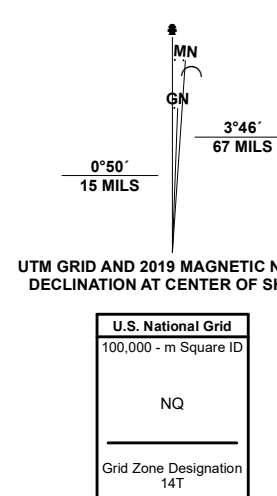 MN
GN
3°46´
67 MILS
0°50´
15 MILS
UTM GRID AND 2019 MAGNETIC N
DECLINATION AT CENTER OF SH
U.S. National Grid
100,000 - m Square ID
NQ
Grid Zone Designation
14T